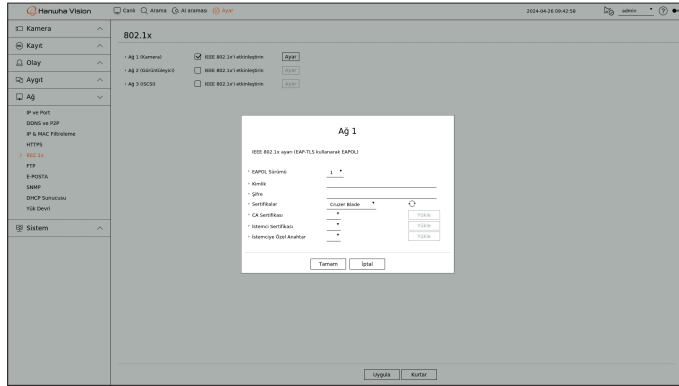 Hanwha Vision
Canlı Arama AI araması Ayar
2024-04-26 09:42:58
admin
Kamera
Kayıt
Olay
Aygıt
Ağ
IP ve Port
DDNS ve P2P
IP & MAC Filtreleme
HTTPS
802.1x
FTP
E-POSTA
SNMP
DHCP Sunucusu
Yük Devri
Sistem
802.1x
Ağ 1 (Kamera) IEEE 802.1x'i etkinleştirin Ayar
Ağ 2 (Görüntüleyici) IEEE 802.1x'i etkinleştirin Ayar
Ağ 3 (iSCSI) IEEE 802.1x'i etkinleştirin Ayar
Ağ 1
IEEE 802.1x ayarı (EAP-TLS kullanarak EAPOL)
EAPOL Sürümü 1
Kimlik
Şifre
Sertifikalar Cruzer Blade
CA Sertifikası Yükle
İstemci Sertifikası Yükle
İstemciye Özel Anahtar Yükle
Tamam İptal
Uygula Kurtar